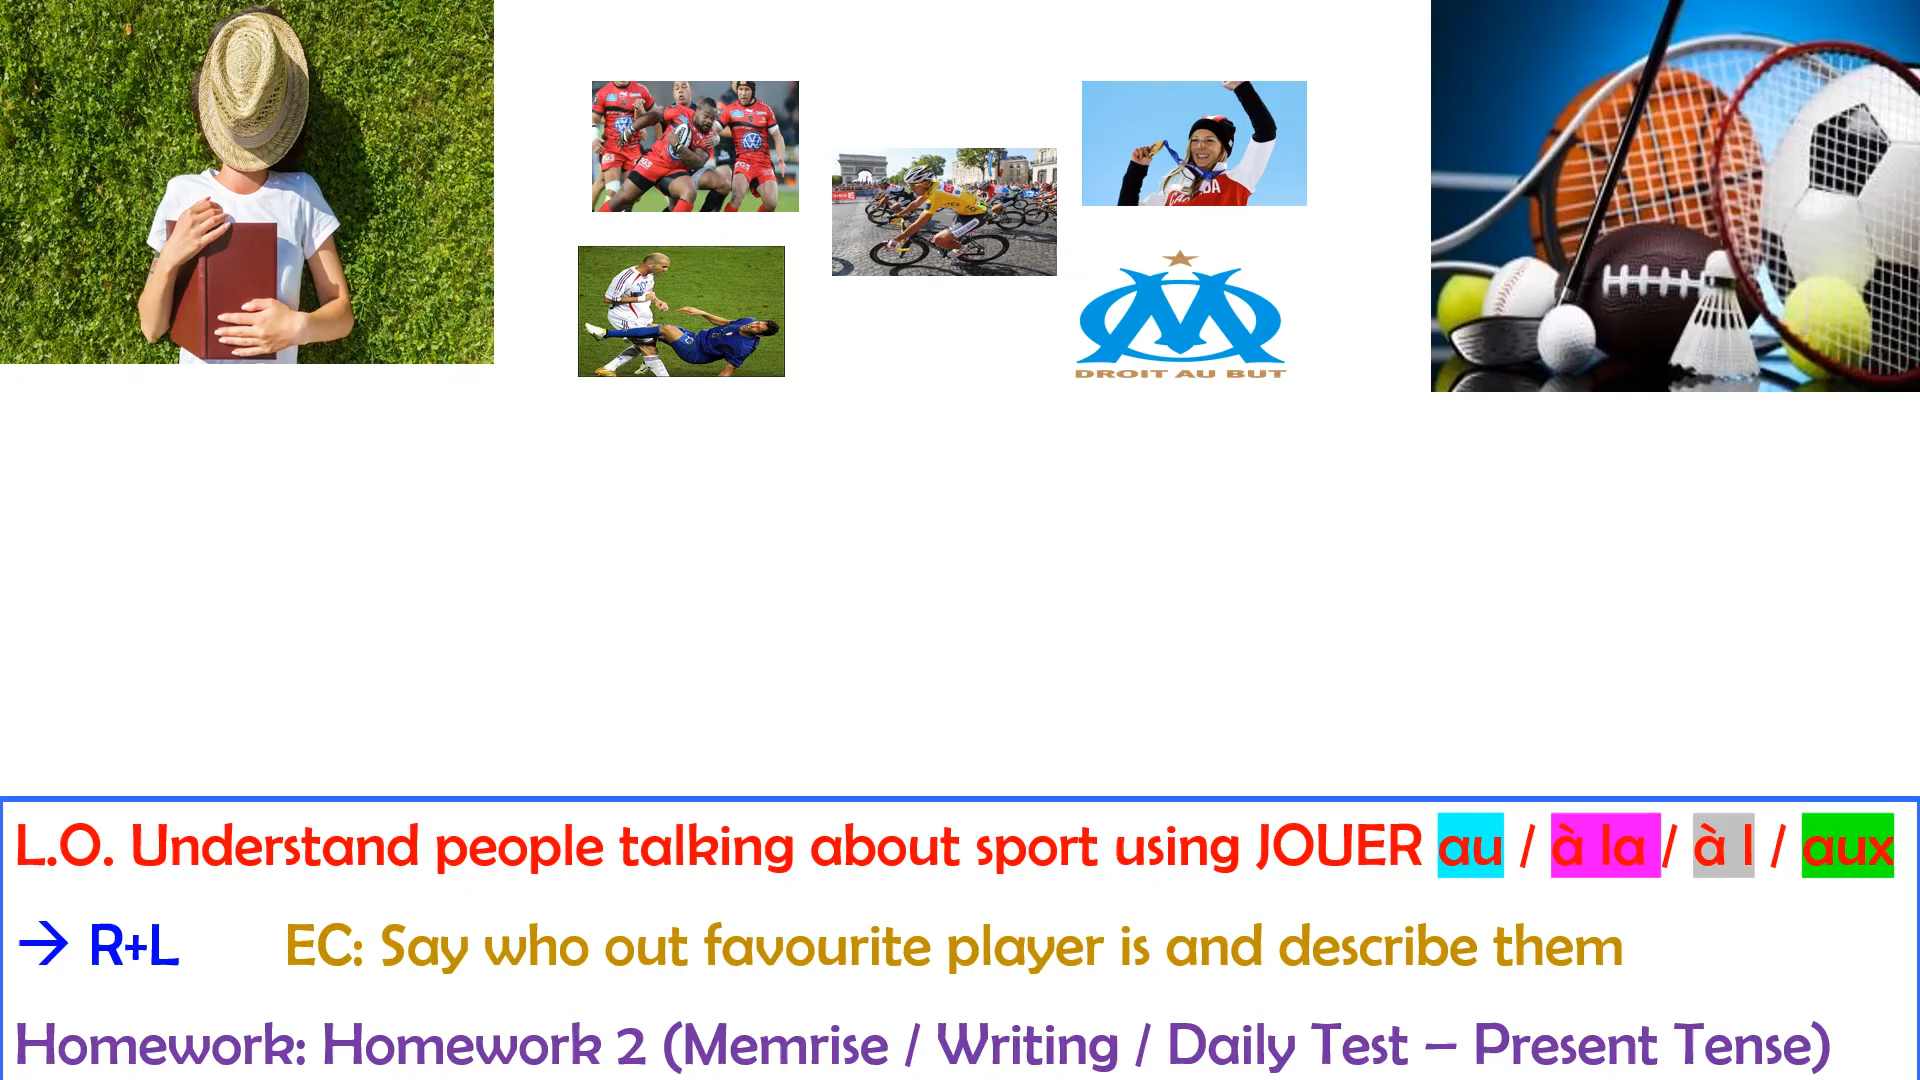 DROIT AU BUT
L.O. Understand people talking about sport using JOUER au / à la / à l / aux
→ R+L EC: Say who out favourite player is and describe them
Homework: Homework 2 (Memrise / Writing / Daily Test – Present Tense)